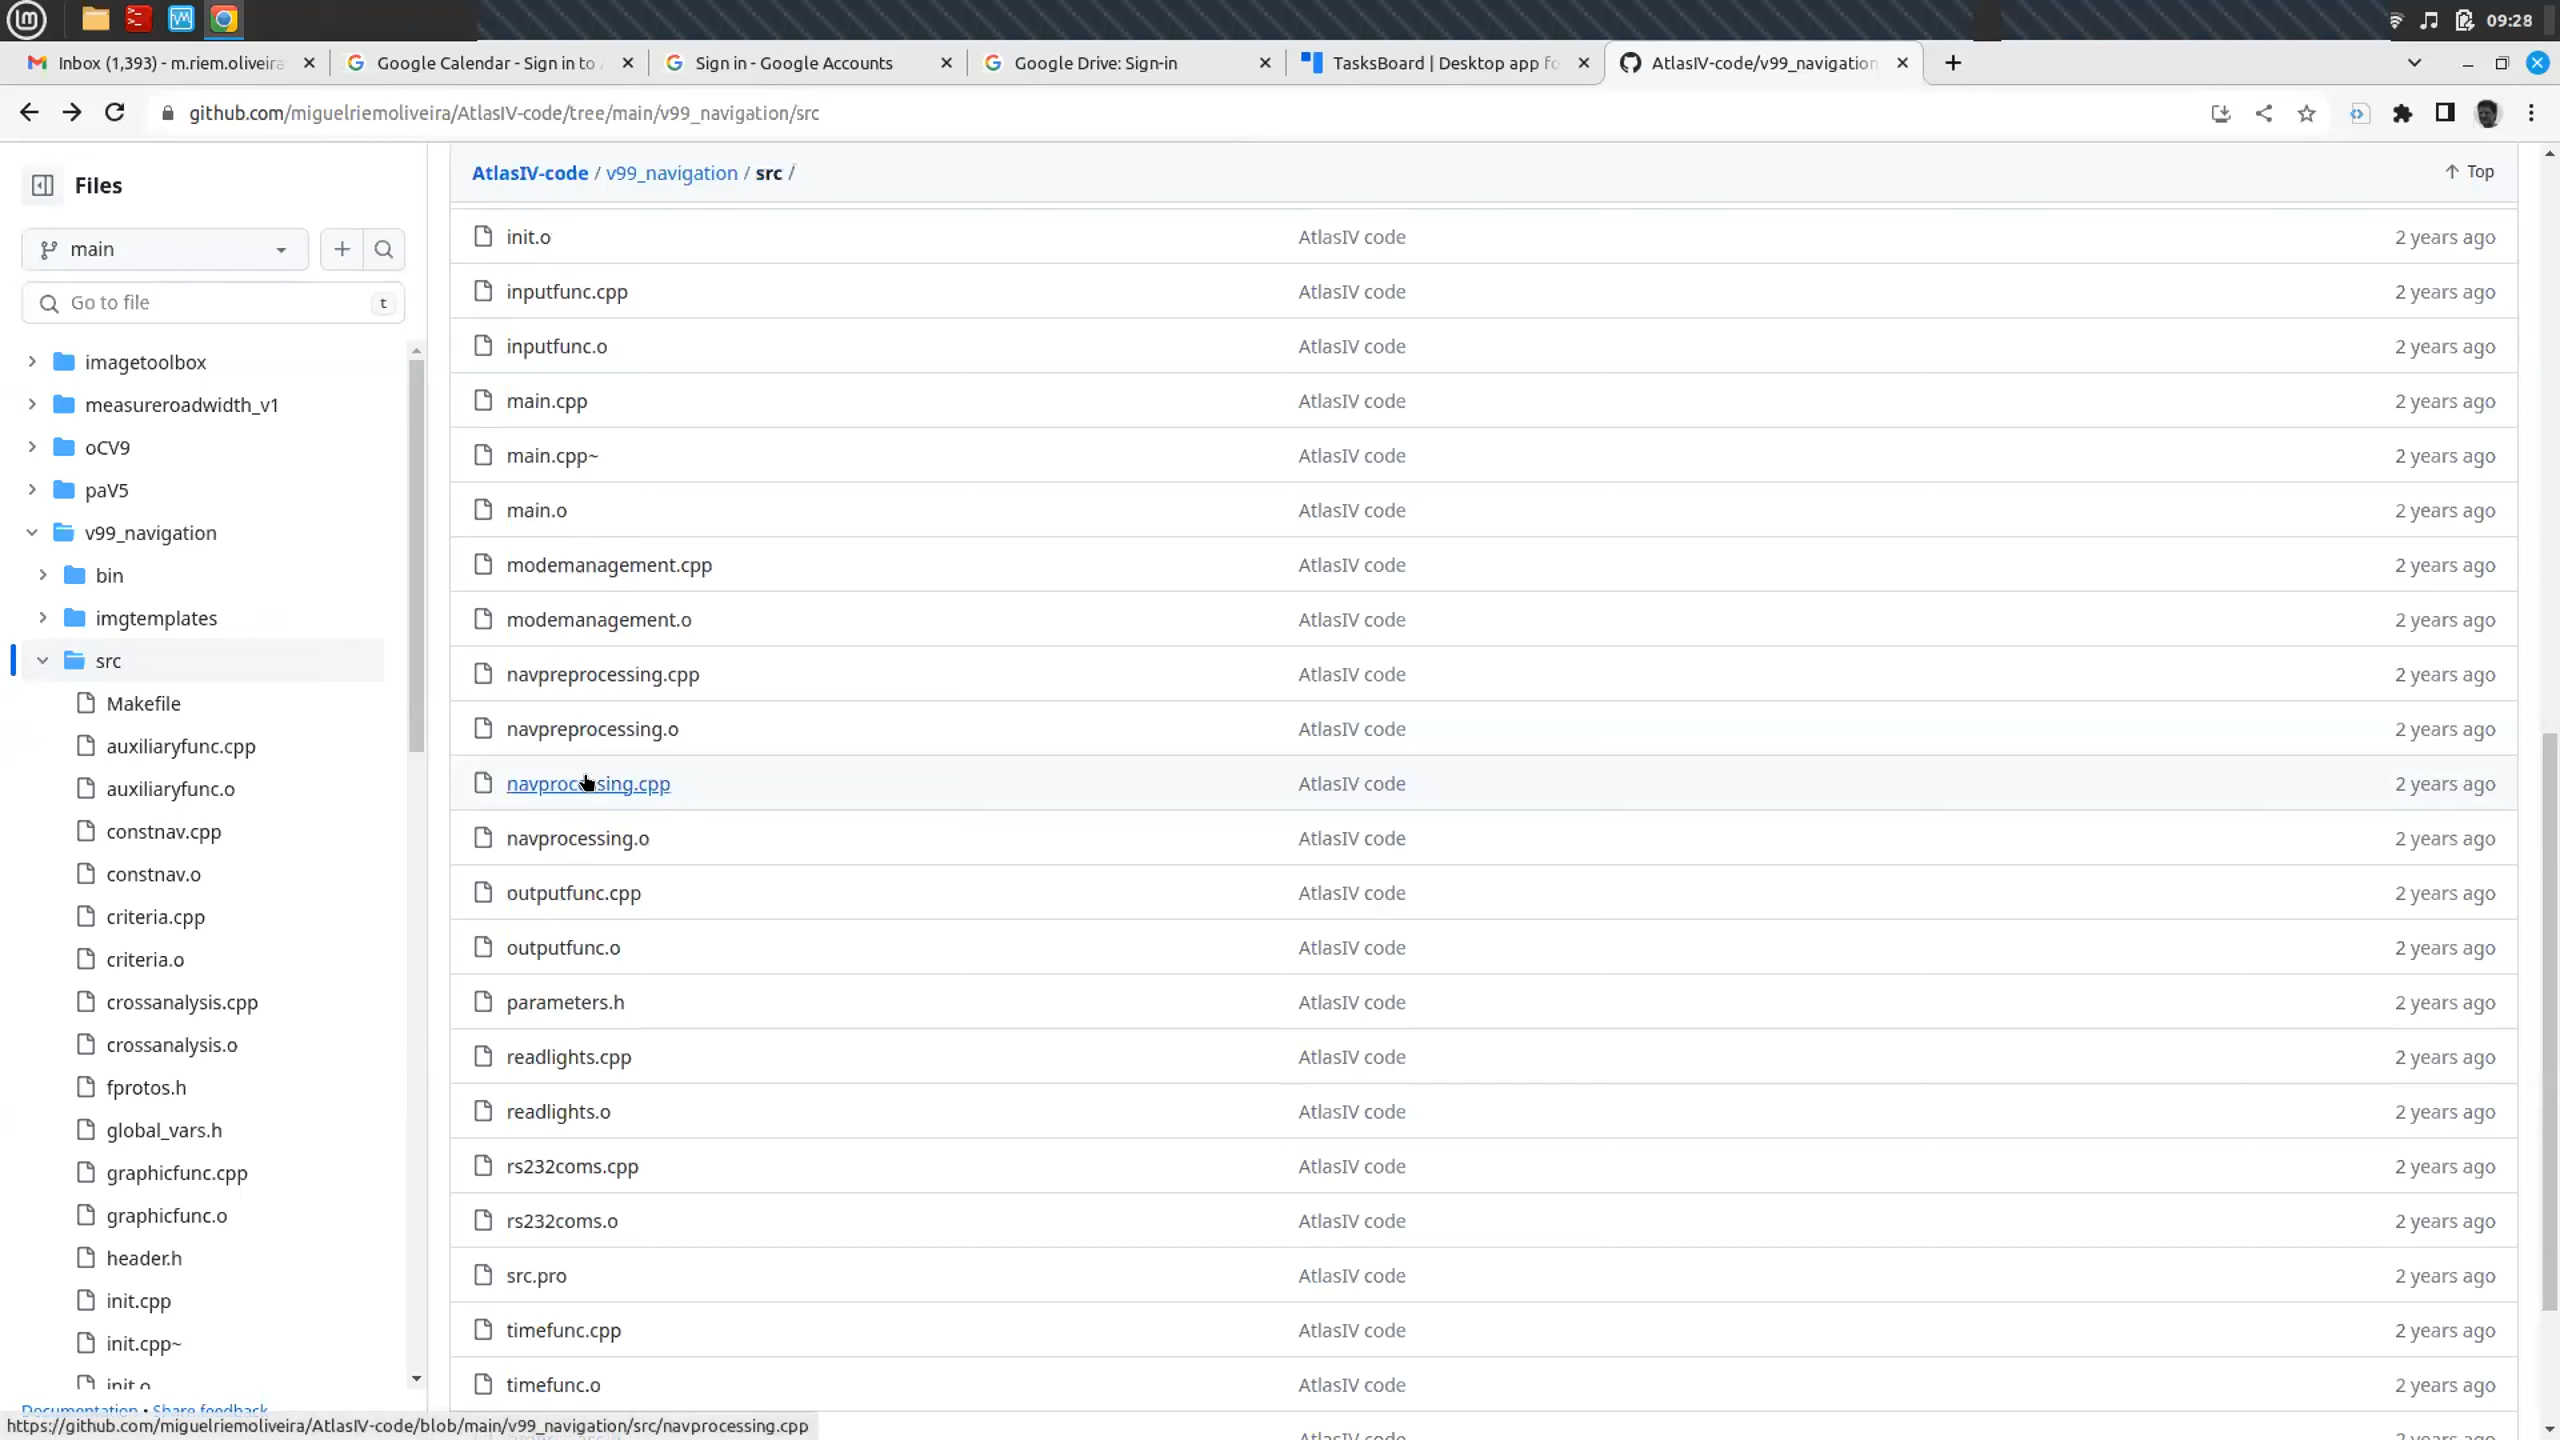 09:28
Inbox (1,393) - m.riem.oliveira
Google Calendar - Sign in to
Sign in - Google Accounts
Google Drive: Sign-in
TasksBoard | Desktop app fo
AtlasIV-code/v99_navigation
github.com/miguelriemoliveira/AtlasIV-code/tree/main/v99_navigation/src
Files
main
Go to file
t
imagetoolbox
measureroadwidth_v1
oCV9
paV5
v99_navigation
bin
imgtemplates
src
Makefile
auxiliaryfunc.cpp
auxiliaryfunc.o
constnav.cpp
constnav.o
criteria.cpp
criteria.o
crossanalysis.cpp
crossanalysis.o
fprotos.h
global_vars.h
graphicfunc.cpp
graphicfunc.o
header.h
init.cpp
init.cpp~
init.o
Documentation • Share feedback
AtlasIV-code / v99_navigation / src /
Top
init.o AtlasIV code 2 years ago
inputfunc.cpp AtlasIV code 2 years ago
inputfunc.o AtlasIV code 2 years ago
main.cpp AtlasIV code 2 years ago
main.cpp~ AtlasIV code 2 years ago
main.o AtlasIV code 2 years ago
modemanagement.cpp AtlasIV code 2 years ago
modemanagement.o AtlasIV code 2 years ago
navpreprocessing.cpp AtlasIV code 2 years ago
navpreprocessing.o AtlasIV code 2 years ago
navprocessing.cpp AtlasIV code 2 years ago
navprocessing.o AtlasIV code 2 years ago
outputfunc.cpp AtlasIV code 2 years ago
outputfunc.o AtlasIV code 2 years ago
parameters.h AtlasIV code 2 years ago
readlights.cpp AtlasIV code 2 years ago
readlights.o AtlasIV code 2 years ago
rs232coms.cpp AtlasIV code 2 years ago
rs232coms.o AtlasIV code 2 years ago
src.pro AtlasIV code 2 years ago
timefunc.cpp AtlasIV code 2 years ago
timefunc.o AtlasIV code 2 years ago
AtlasIV code 2 years ago
https://github.com/miguelriemoliveira/AtlasIV-code/blob/main/v99_navigation/src/navprocessing.cpp